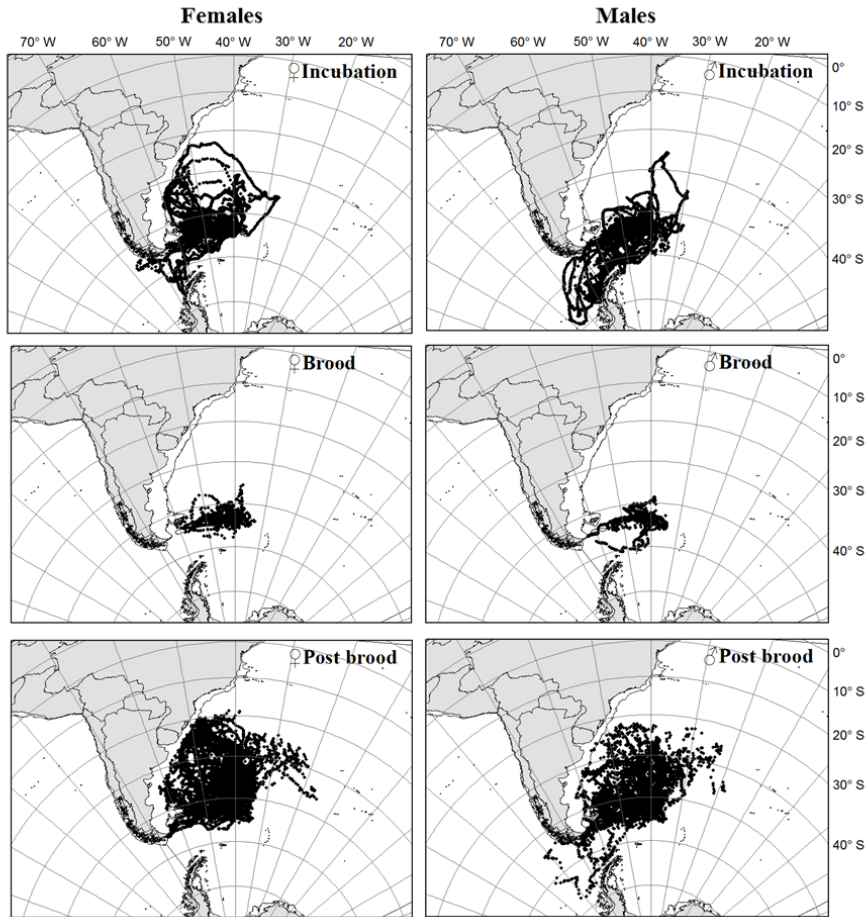 Females
Males
70° W 60° W 50° W 40° W 30° W 20° W
70° W 60° W 50° W 40° W 30° W 20° W
♀Incubation
♂Incubation
0°
10° S
20° S
30° S
40° S
♀Brood
♂Brood
0°
10° S
20° S
30° S
40° S
♀Post brood
♂Post brood
0°
10° S
20° S
30° S
40° S